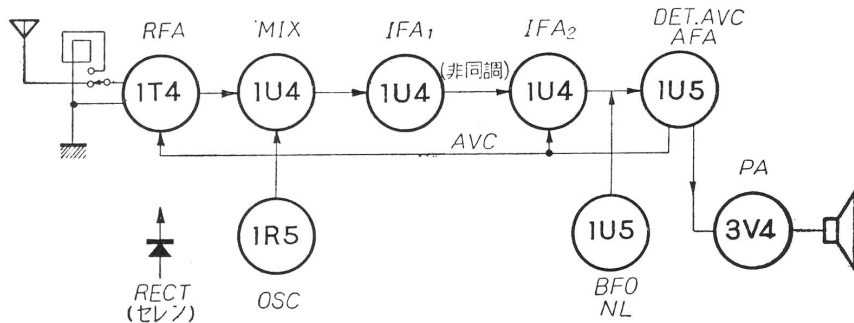 DET.AVC
RFA MIX IFA₁ IFA₂ AFA
(非同調)
1T4 1U4 1U4 1U4 1U5
AVC
PA
1R5 1U5 3V4
RECT OSC BFO
(セレン) NL